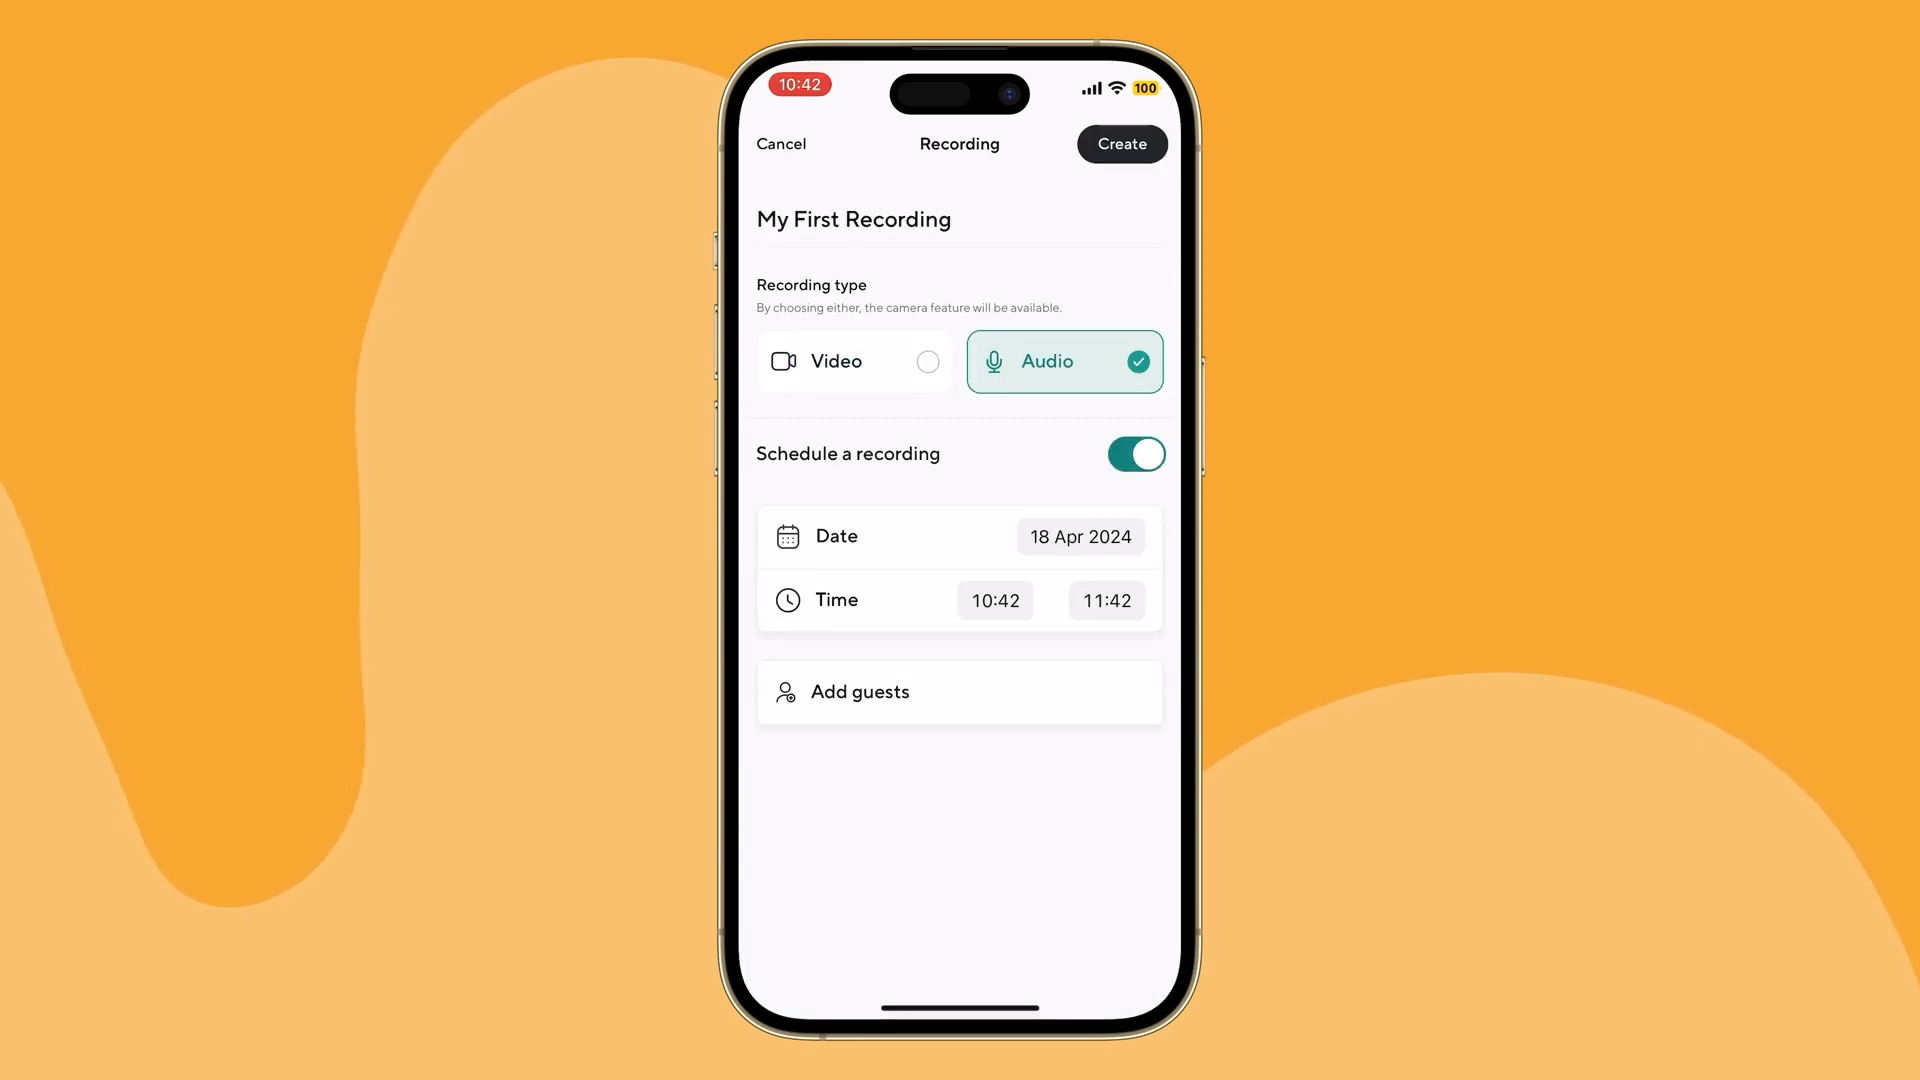 10:42
100
Cancel
Recording
Create
My First Recording
Recording type
By choosing either, the camera feature will be available.
Video
Audio
Schedule a recording
Date
18 Apr 2024
Time
10:42
11:42
Add guests